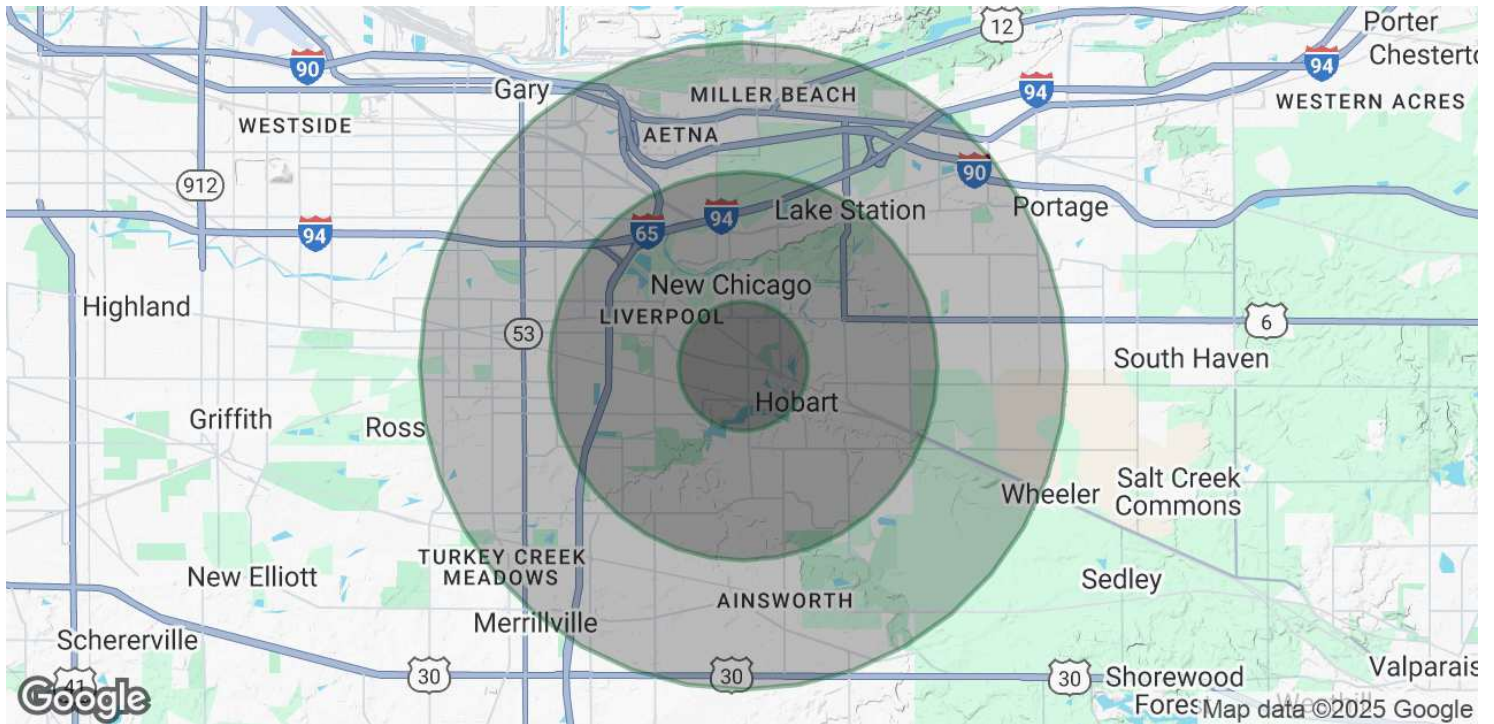 12
Porter
Chesterto
90
94
94
Gary
MILLER BEACH
WESTERN ACRES
WESTSIDE
AETNA
912
90
94
65
94
Lake Station
Portage
New Chicago
Highland
LIVERPOOL
53
6
South Haven
Hobart
Griffith
Ross
Wheeler
Salt Creek
Commons
TURKEY CREEK
MEADOWS
New Elliott
Sedley
AINSWORTH
Merrillville
Schererville
30
30
30
Shorewood
Fores
Valparais
41
Google
Map data ©2025 Google